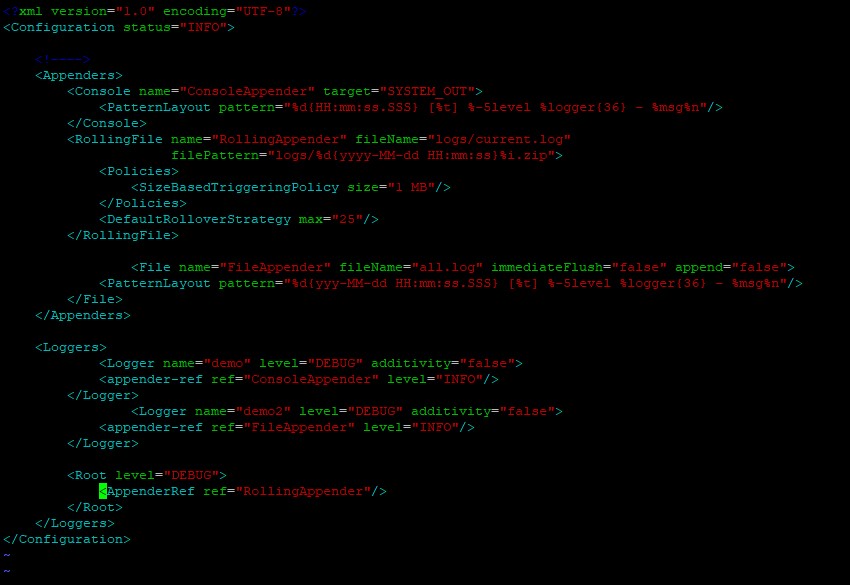 <?xml version="1.0" encoding="UTF-8"?>
<Configuration status="INFO">
<!---->
<Appenders>
<Console name="ConsoleAppender" target="SYSTEM_OUT">
<PatternLayout pattern="%d{HH:mm:ss.SSS} [%t] %-5level %logger{36} - %msg%n"/>
</Console>
<RollingFile name="RollingAppender" fileName="logs/current.log"
filePattern="logs/%d{yyyy-MM-dd HH:mm:ss}%i.zip">
<Policies>
<SizeBasedTriggeringPolicy size="1 MB"/>
</Policies>
<DefaultRolloverStrategy max="25"/>
</RollingFile>
<File name="FileAppender" fileName="all.log" immediateFlush="false" append="false">
<PatternLayout pattern="%d{yyy-MM-dd HH:mm:ss.SSS} [%t] %-5level %logger{36} - %msg%n"/>
</File>
</Appenders>
<Loggers>
<Logger name="demo" level="DEBUG" additivity="false">
<appender-ref ref="ConsoleAppender" level="INFO"/>
</Logger>
<Logger name="demo2" level="DEBUG" additivity="false">
<appender-ref ref="FileAppender" level="INFO"/>
</Logger>
<Root level="DEBUG">
<AppenderRef ref="RollingAppender"/>
</Root>
</Loggers>
</Configuration>
~
~